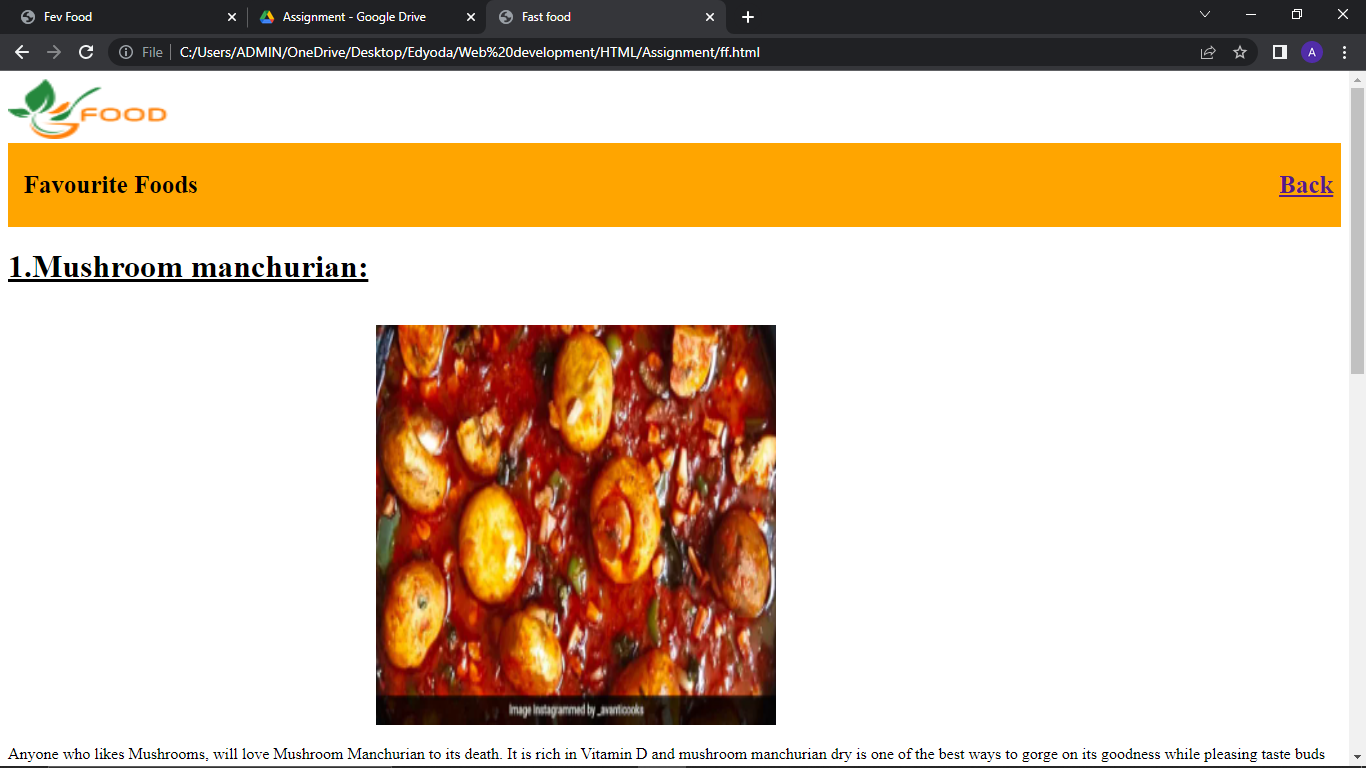 Fev Food
Assignment - Google Drive
Fast food
File
C:/Users/ADMIN/OneDrive/Desktop/Edyoda/Web%20development/HTML/Assignment/ff.html
A
FOOD
Favourite Foods
Back
1.Mushroom manchurian:
Image Instagrammed by _avanticooks
Anyone who likes Mushrooms, will love Mushroom Manchurian to its death. It is rich in Vitamin D and mushroom manchurian dry is one of the best ways to gorge on its goodness while pleasing taste buds